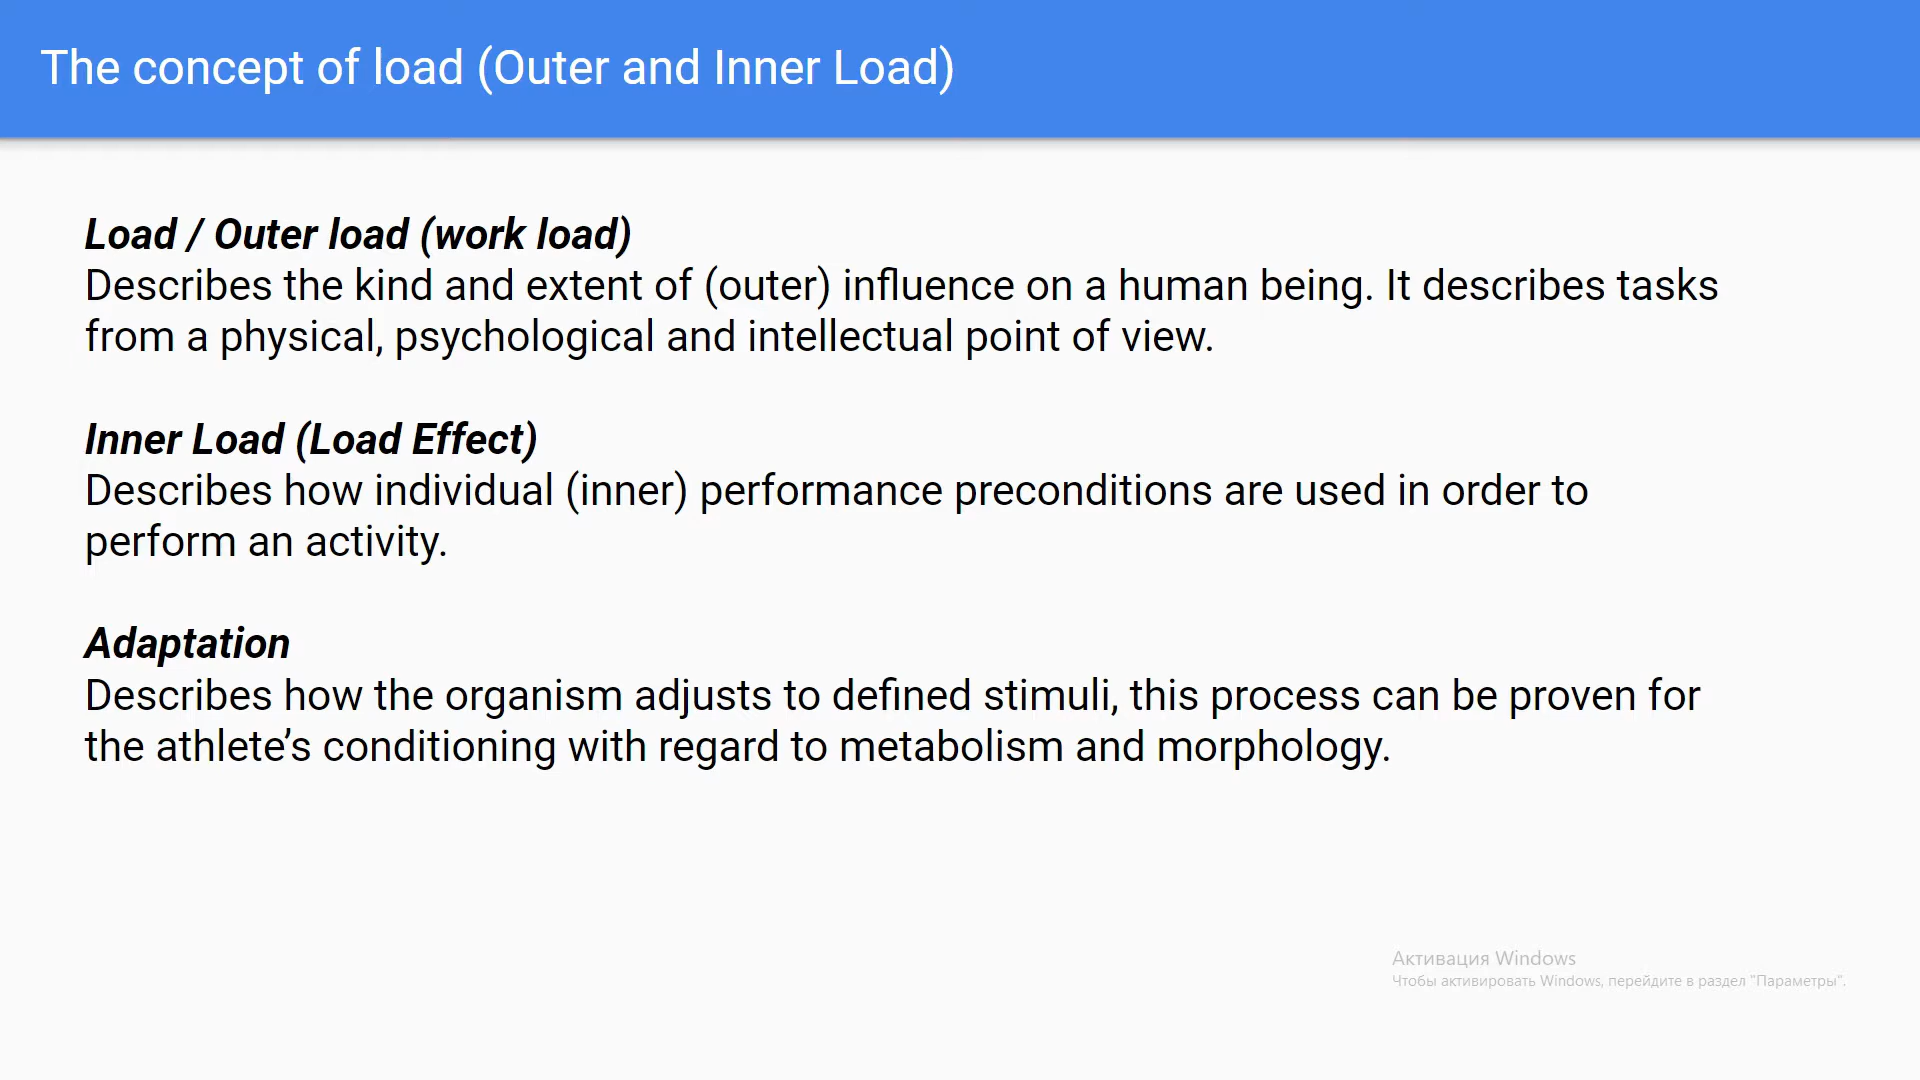 The concept of load (Outer and Inner Load)
Load / Outer load (work load)
Describes the kind and extent of (outer) influence on a human being. It describes tasks
from a physical, psychological and intellectual point of view.
Inner Load (Load Effect)
Describes how individual (inner) performance preconditions are used in order to
perform an activity.
Adaptation
Describes how the organism adjusts to defined stimuli, this process can be proven for
the athlete’s conditioning with regard to metabolism and morphology.
Активация Windows
Чтобы активировать Windows, перейдите в раздел "Параметры".